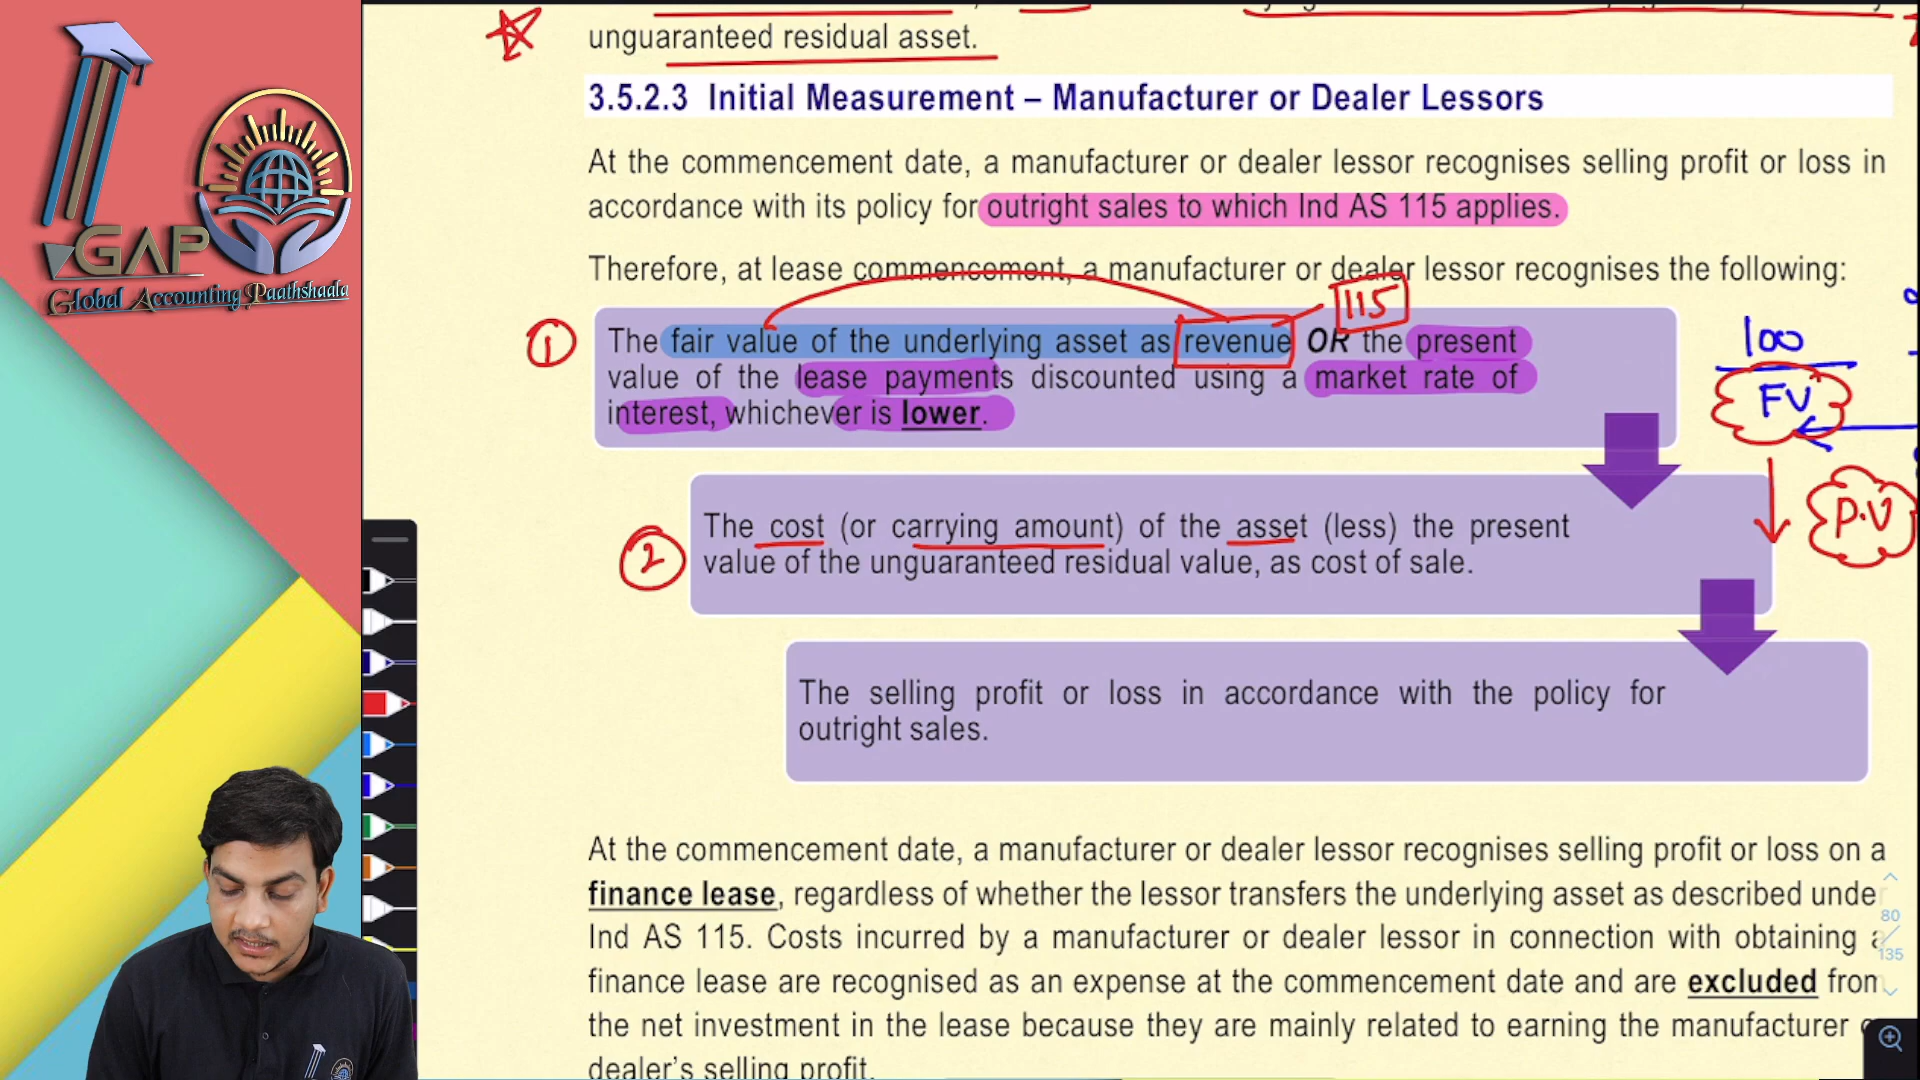 unguaranteed residual asset.
3.5.2.3 Initial Measurement – Manufacturer or Dealer Lessors
At the commencement date, a manufacturer or dealer lessor recognises selling profit or loss in
accordance with its policy for outright sales to which Ind AS 115 applies.
Therefore, at lease commencement, a manufacturer or dealer lessor recognises the following:
115
1
The fair value of the underlying asset as revenue OR the present
value of the lease payments discounted using a market rate of
interest, whichever is lower.
100
FV
P.V
2
The cost (or carrying amount) of the asset (less) the present
value of the unguaranteed residual value, as cost of sale.
The selling profit or loss in accordance with the policy for
outright sales.
At the commencement date, a manufacturer or dealer lessor recognises selling profit or loss on a
finance lease, regardless of whether the lessor transfers the underlying asset as described under
Ind AS 115. Costs incurred by a manufacturer or dealer lessor in connection with obtaining a
finance lease are recognised as an expense at the commencement date and are excluded from
the net investment in the lease because they are mainly related to earning the manufacturer
dealer's selling profit.
80
135
GAP
Global Accounting Paathshaala